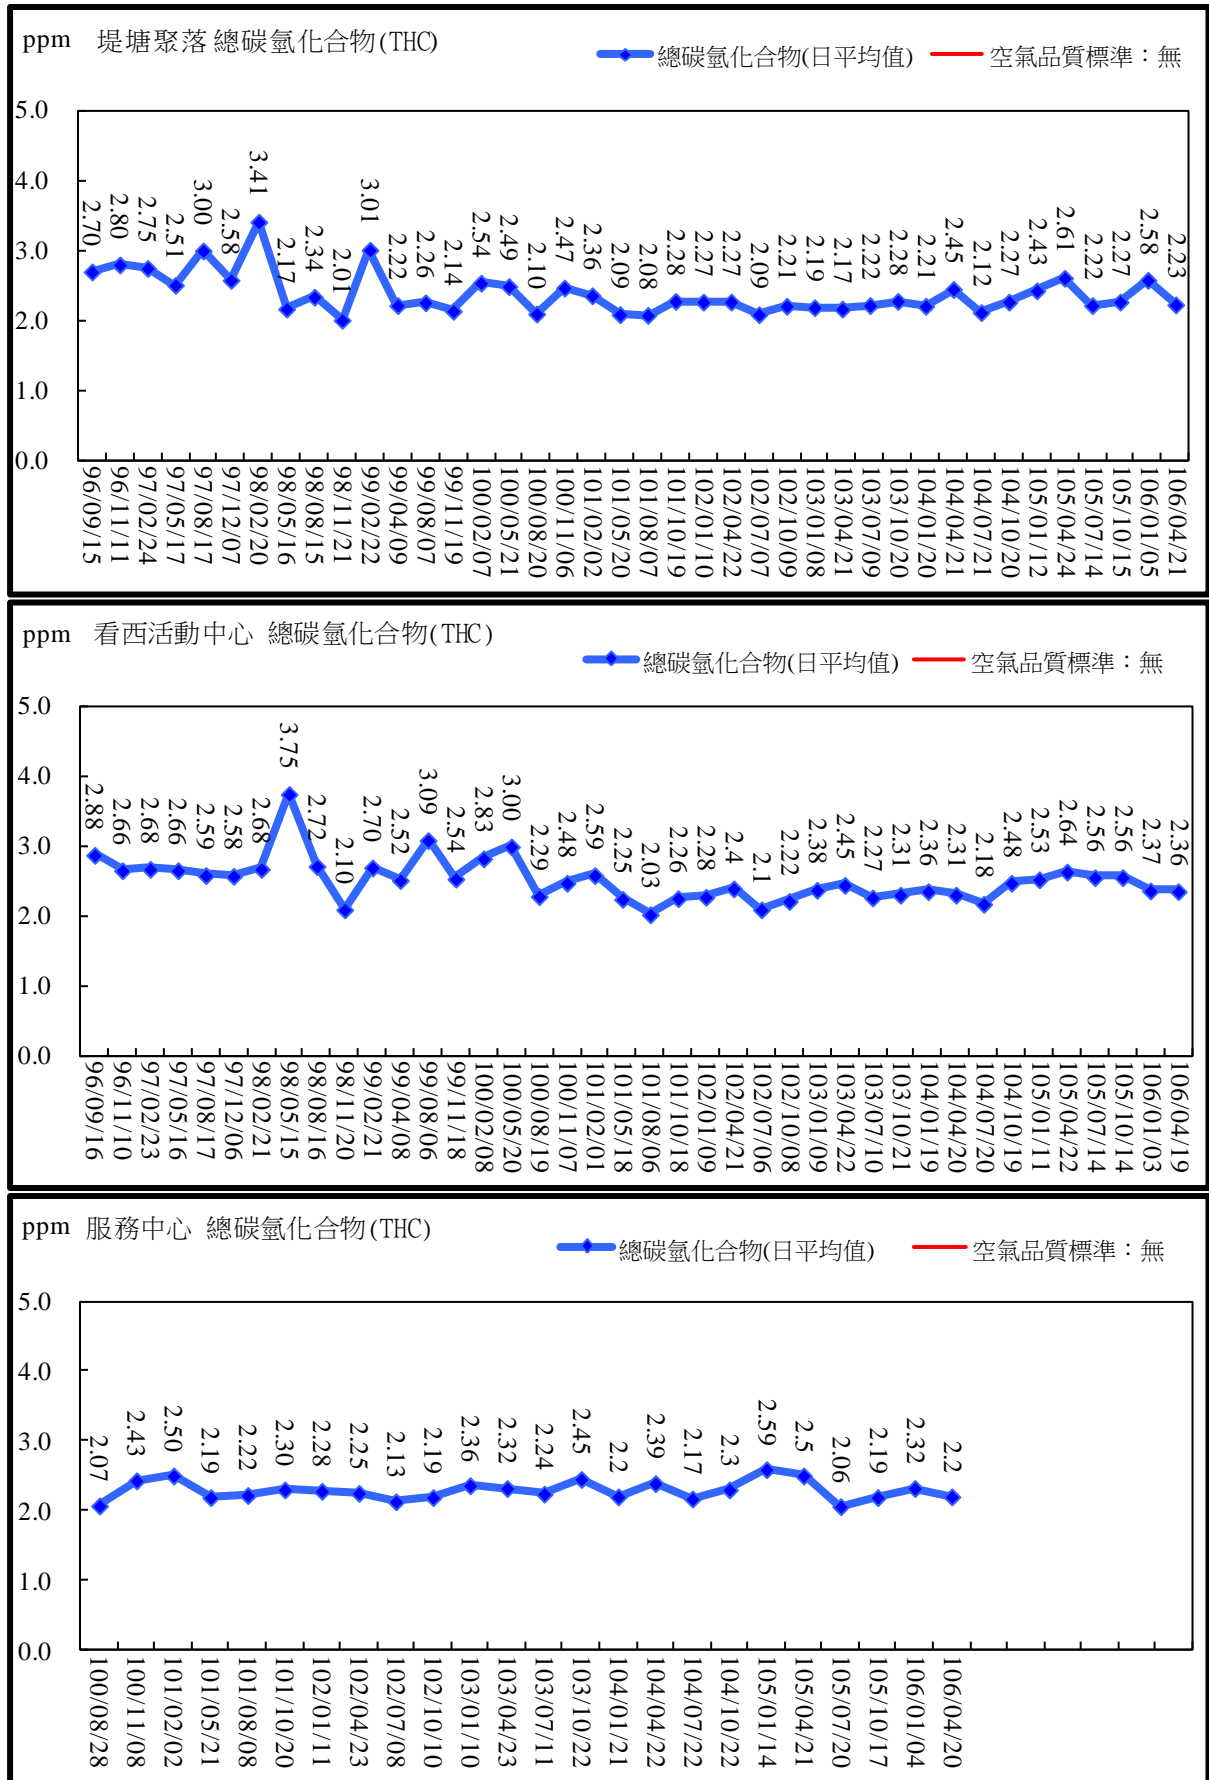 ppm 堤塘聚落 總碳氫化合物(THC)
總碳氫化合物(日平均值) 空氣品質標準：無
5.0
4.0
3.0
2.0
1.0
0.0
2.70 2.80 2.75 2.51 3.00 2.58 3.41 2.17 2.34 2.01 3.01 2.22 2.26 2.14 2.54 2.49 2.10 2.47 2.36 2.09 2.08 2.28 2.27 2.27 2.09 2.21 2.19 2.17 2.22 2.28 2.21 2.45 2.12 2.27 2.43 2.61 2.22 2.27 2.58 2.23
96/09/15 96/11/11 97/02/24 97/05/17 97/08/17 97/12/07 98/02/20 98/05/16 98/08/15 98/11/21 99/02/22 99/04/09 99/08/07 99/11/19 100/02/07 100/05/21 100/08/20 100/11/06 101/02/02 101/05/20 101/08/07 101/10/19 102/01/10 102/04/22 102/07/07 102/10/09 103/01/08 103/04/21 103/07/09 103/10/20 104/01/20 104/04/21 104/07/21 104/10/20 105/01/12 105/04/24 105/07/14 105/10/15 106/01/05 106/04/21
ppm 看西活動中心 總碳氫化合物(THC)
總碳氫化合物(日平均值) 空氣品質標準：無
5.0
4.0
3.0
2.0
1.0
0.0
2.88 2.66 2.68 2.66 2.59 2.58 2.68 3.75 2.72 2.10 2.70 2.52 3.09 2.54 2.83 3.00 2.29 2.48 2.59 2.25 2.03 2.26 2.28 2.4 2.1 2.22 2.38 2.45 2.27 2.31 2.36 2.31 2.18 2.48 2.53 2.64 2.56 2.56 2.37 2.36
96/09/16 96/11/10 97/02/23 97/05/16 97/08/17 97/12/06 98/02/21 98/05/15 98/08/16 98/11/20 99/02/21 99/04/08 99/08/06 99/11/18 100/02/08 100/05/20 100/08/19 100/11/07 101/02/01 101/05/18 101/08/06 101/10/18 102/01/09 102/04/21 102/07/06 102/10/08 103/01/09 103/04/22 103/07/10 103/10/21 104/01/19 104/04/20 104/07/20 104/10/19 105/01/11 105/04/22 105/07/14 105/10/14 106/01/03 106/04/19
ppm 服務中心 總碳氫化合物(THC)
總碳氫化合物(日平均值) 空氣品質標準：無
5.0
4.0
3.0
2.0
1.0
0.0
2.07 2.43 2.50 2.19 2.22 2.30 2.28 2.25 2.13 2.19 2.36 2.32 2.24 2.45 2.2 2.39 2.17 2.3 2.59 2.5 2.06 2.19 2.32 2.2
100/08/28 100/11/08 101/02/02 101/05/21 101/08/08 101/10/20 102/01/11 102/04/23 102/07/08 102/10/10 103/01/10 103/04/23 103/07/11 103/10/22 104/01/21 104/04/22 104/07/22 104/10/22 105/01/14 105/04/21 105/07/20 105/10/17 106/01/04 106/04/20